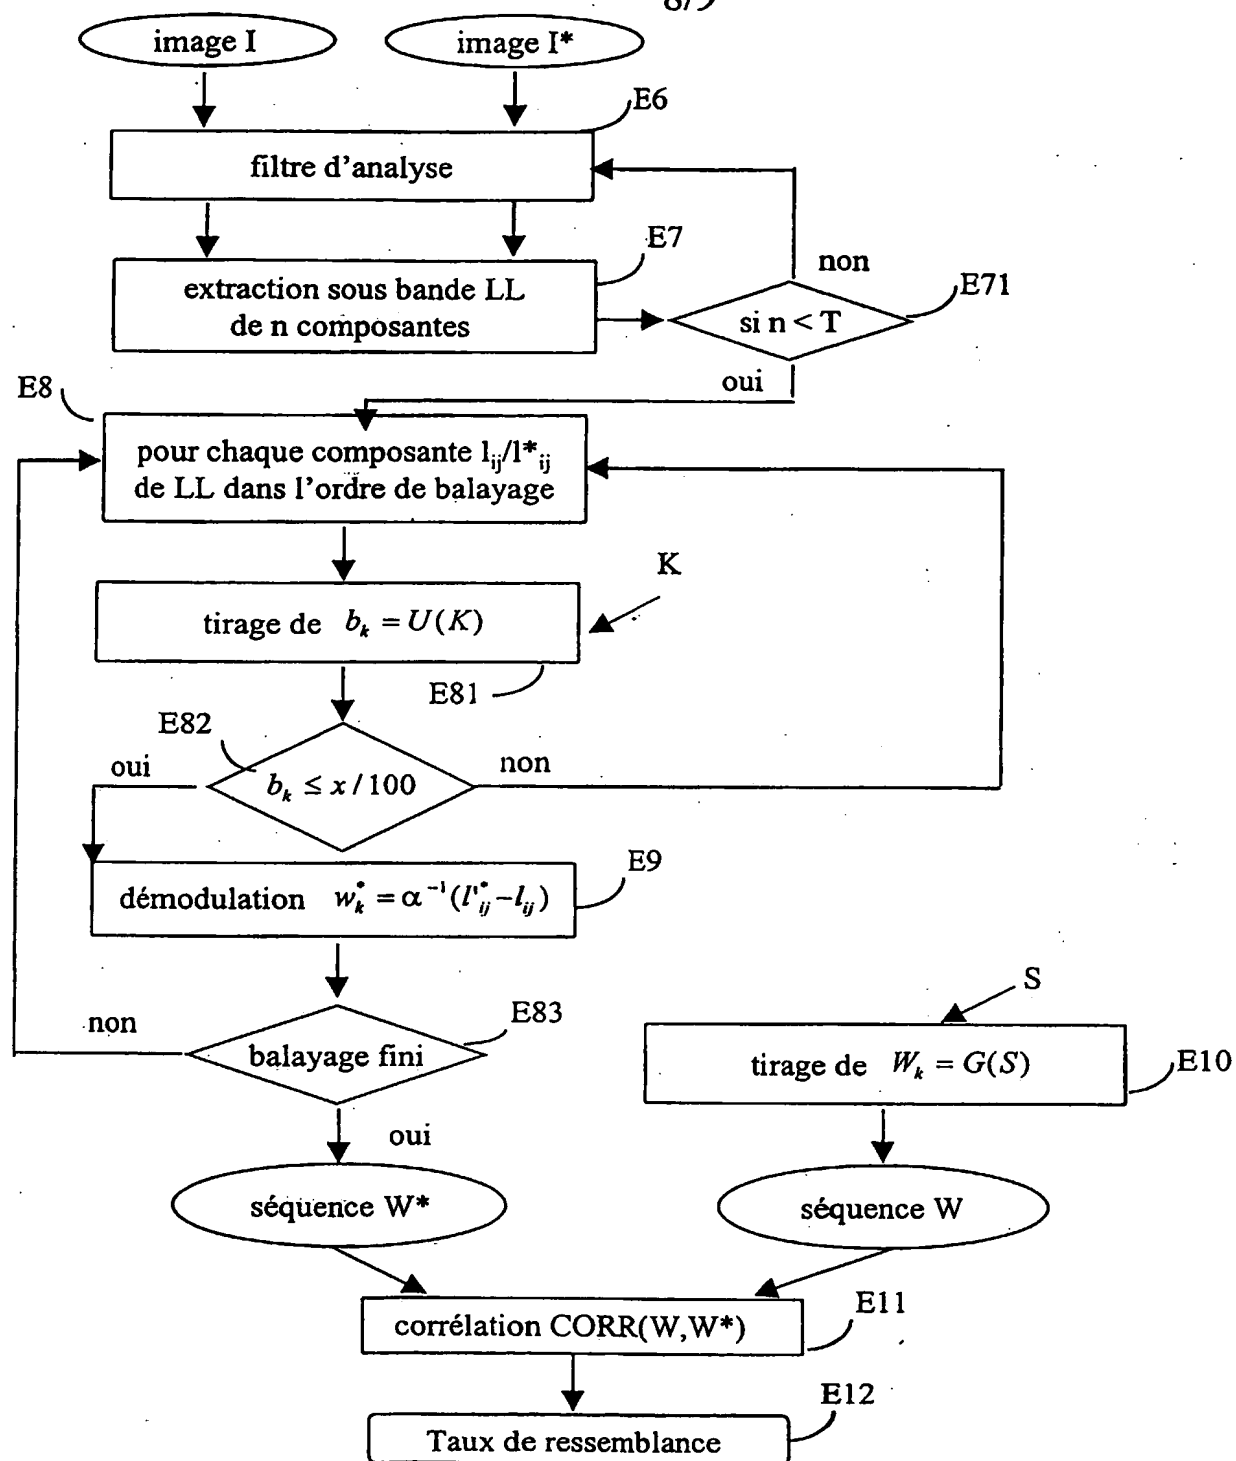 8/9
image I
image I*
E6
filtre d'analyse
E7
extraction sous bande LL
de n composantes
non
E71
si n < T
oui
E8
pour chaque composante l_ij/l*_ij
de LL dans l'ordre de balayage
K
tirage de b_k = U(K)
E81
E82
oui
b_k ≤ x/100
non
E9
démodulation w*_k = α⁻¹(l'*_ij − l_ij)
S
E83
non
balayage fini
tirage de W_k = G(S)
E10
oui
séquence W*
séquence W
E11
corrélation CORR(W,W*)
E12
Taux de ressemblance